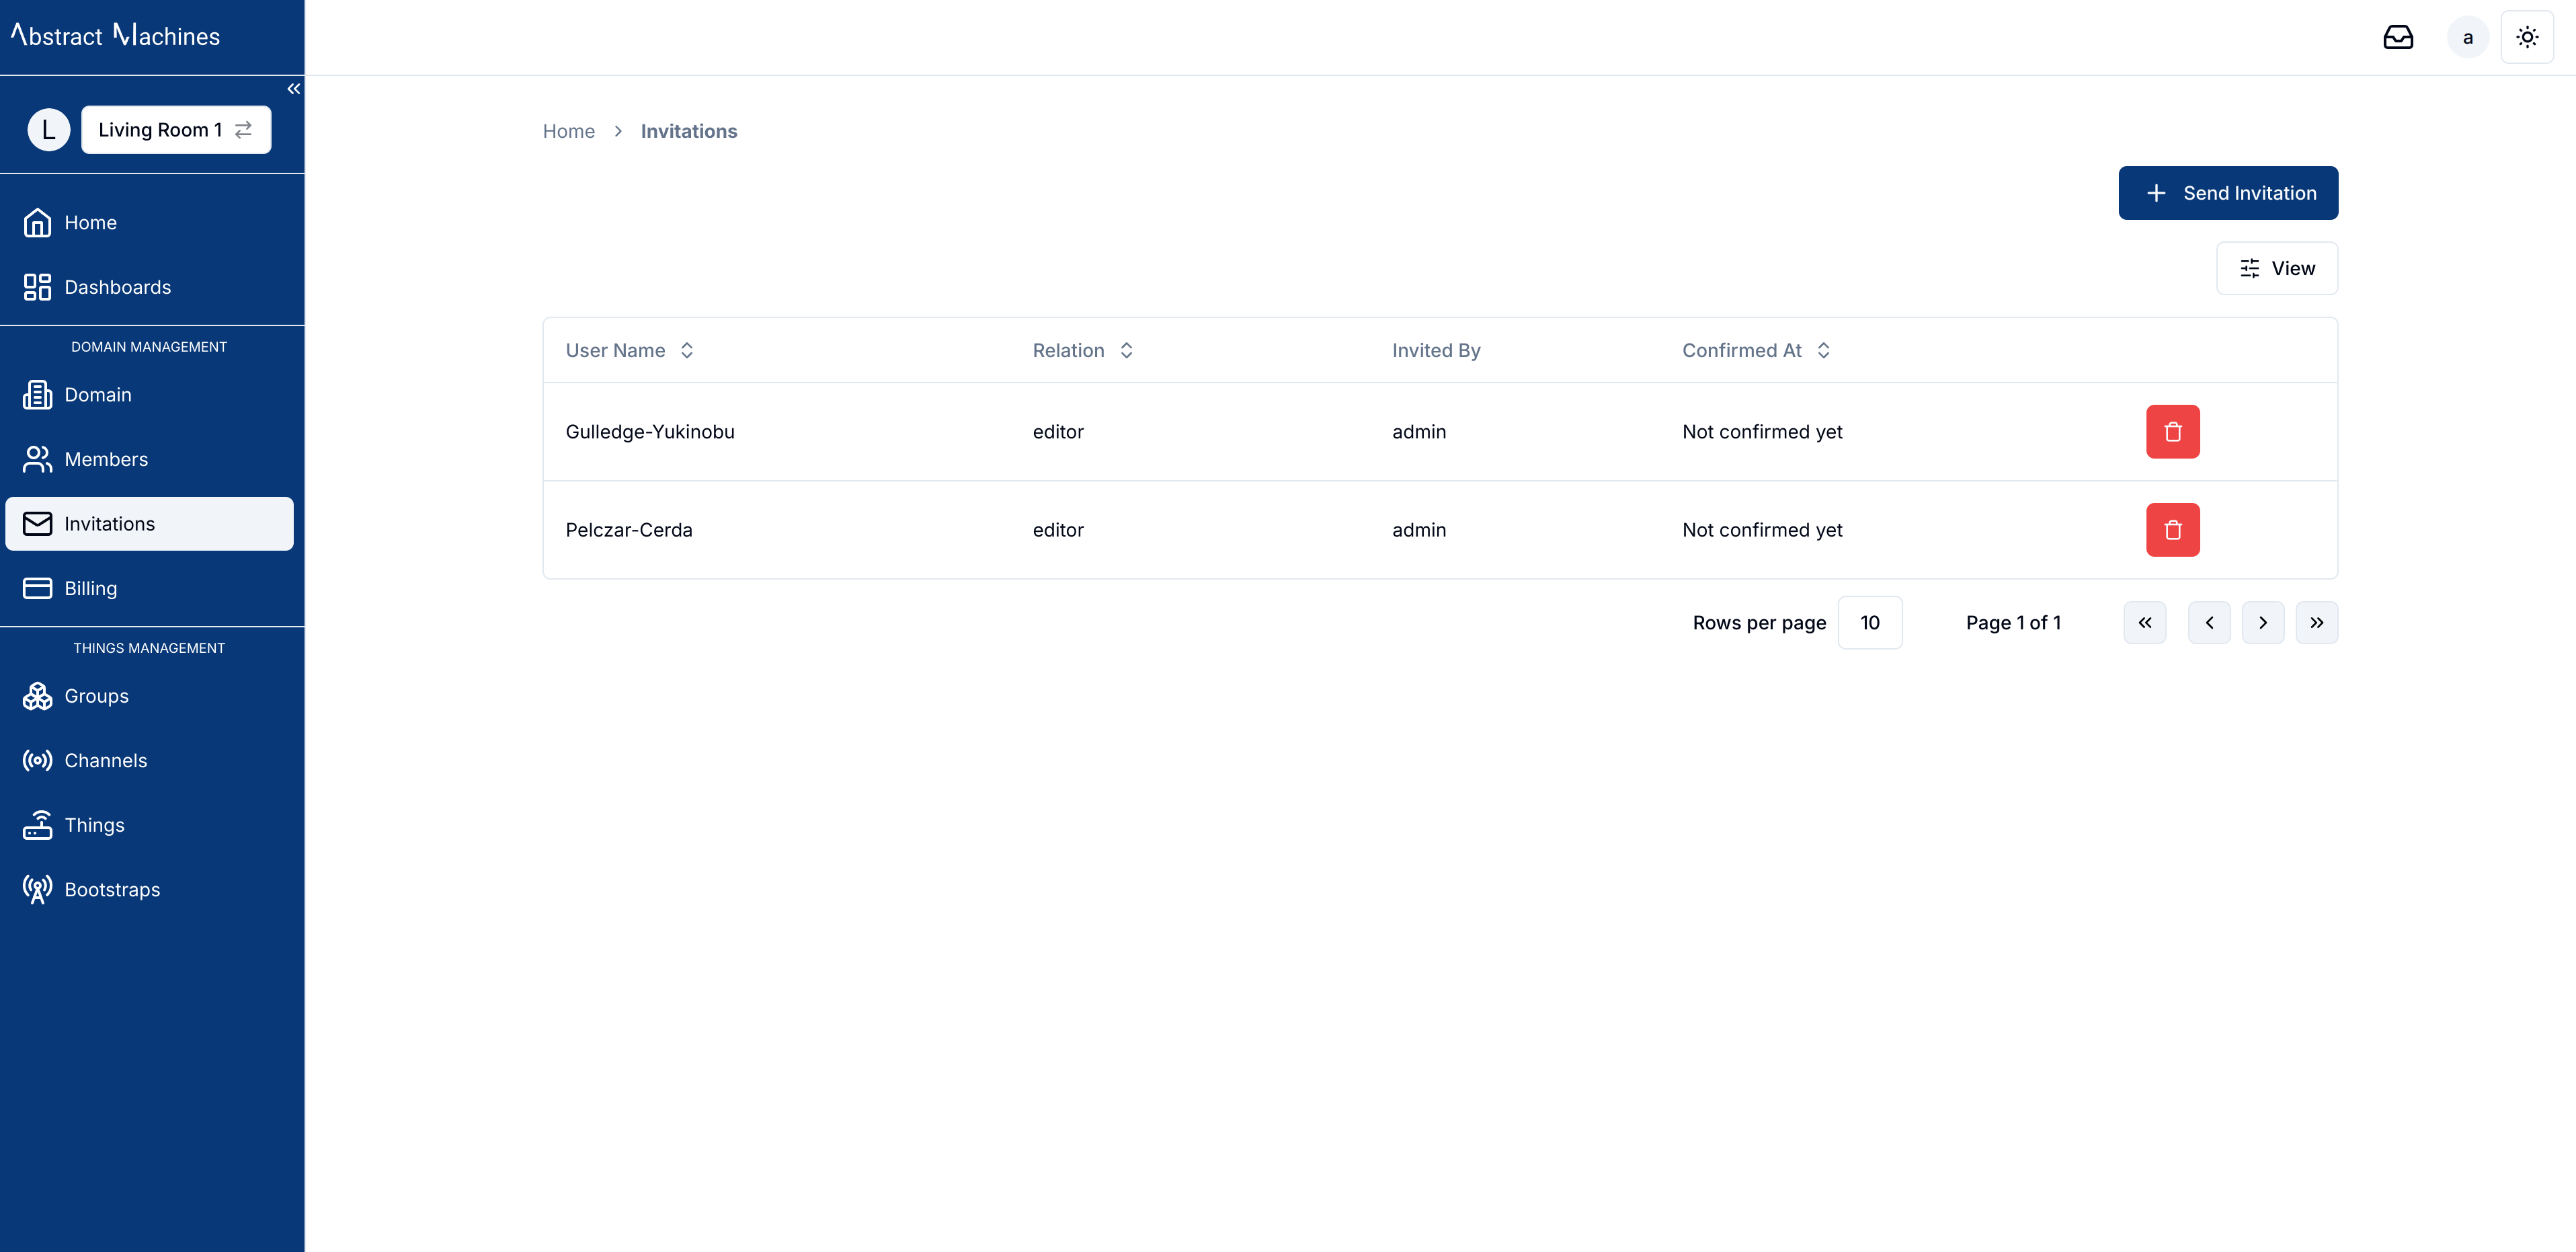 Abstract Machines
a
L
Living Room 1
Home
Dashboards
DOMAIN MANAGEMENT
Domain
Members
Invitations
Billing
THINGS MANAGEMENT
Groups
Channels
Things
Bootstraps
Home > Invitations
Send Invitation
View
User Name Relation Invited By Confirmed At
Gulledge-Yukinobu editor admin Not confirmed yet
Pelczar-Cerda editor admin Not confirmed yet
Rows per page 10 Page 1 of 1